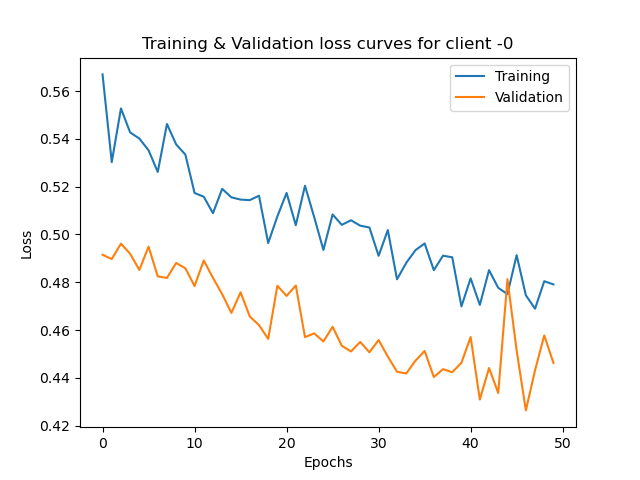 Training & Validation loss curves for client -0
Training
Validation
0.56
0.54
0.52
0.50
0.48
0.46
0.44
0.42
Loss
0 10 20 30 40 50
Epochs